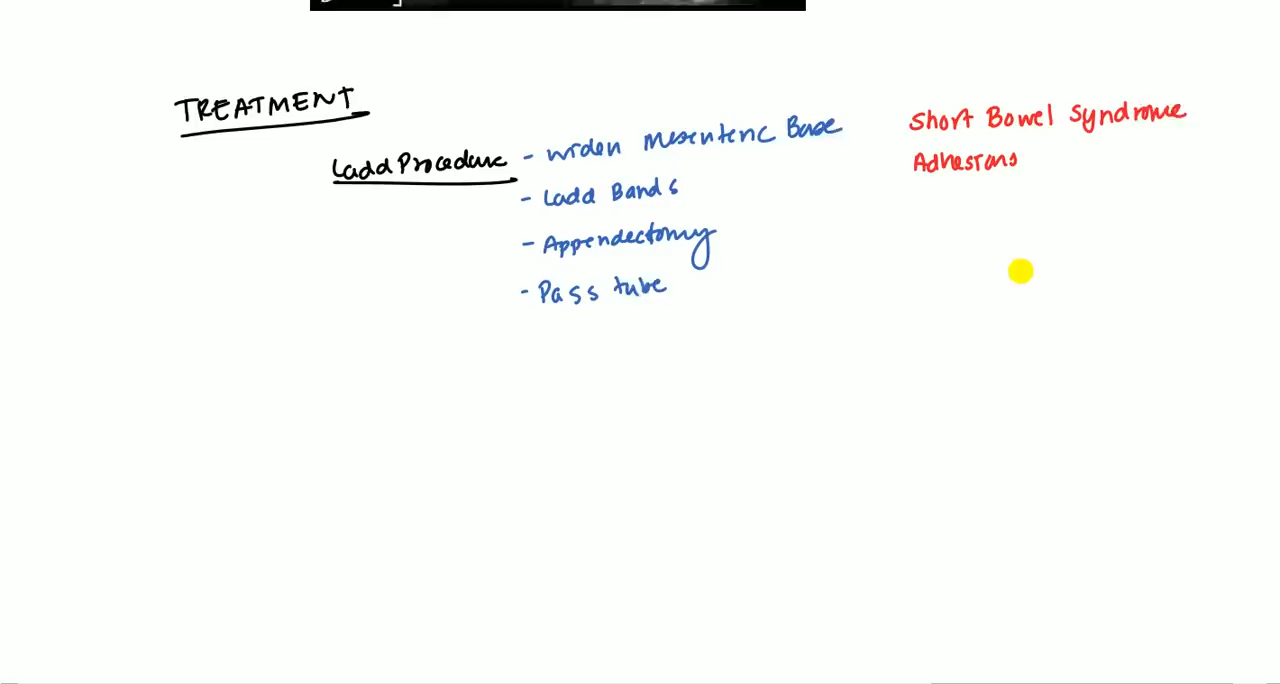 TREATMENT
Ladd Procedure
- widen mesenteric Base
- Ladd Bands
- Appendectomy
- Pass tube
Short Bowel Syndrome
Adhesions